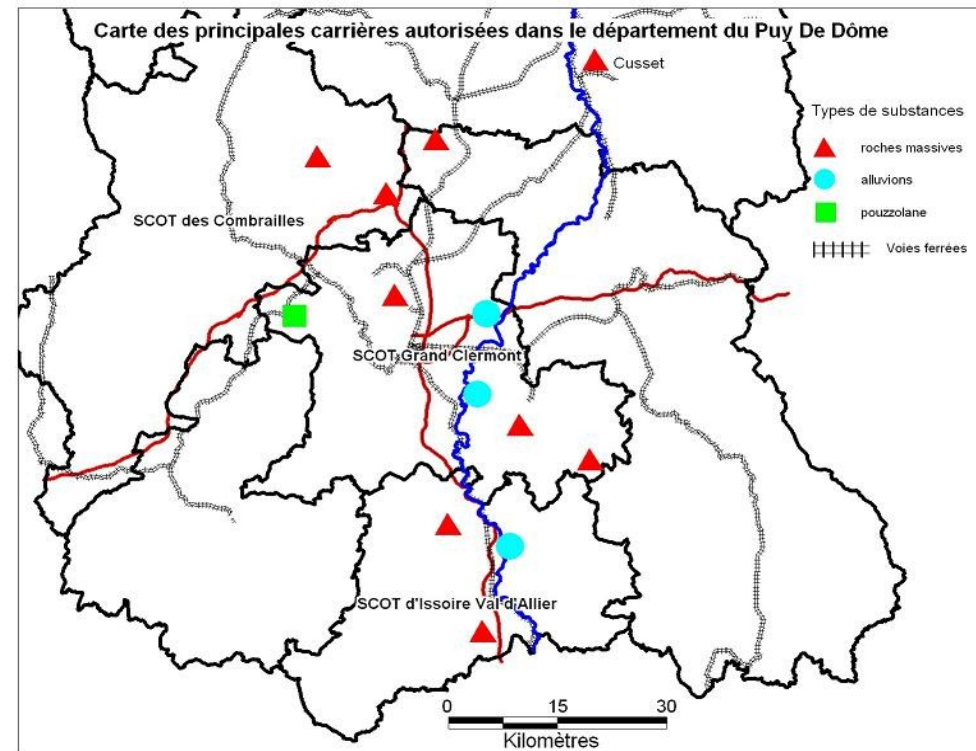 Carte des principales carrières autorisées dans le département du Puy De Dôme
Cusset
Types de substances
roches massives
alluvions
pouzzolane
Voies ferrées
SCOT des Combrailles
SCOT Grand Clermont
SCOT d'Issoire Val d'Allier
0 15 30
Kilomètres